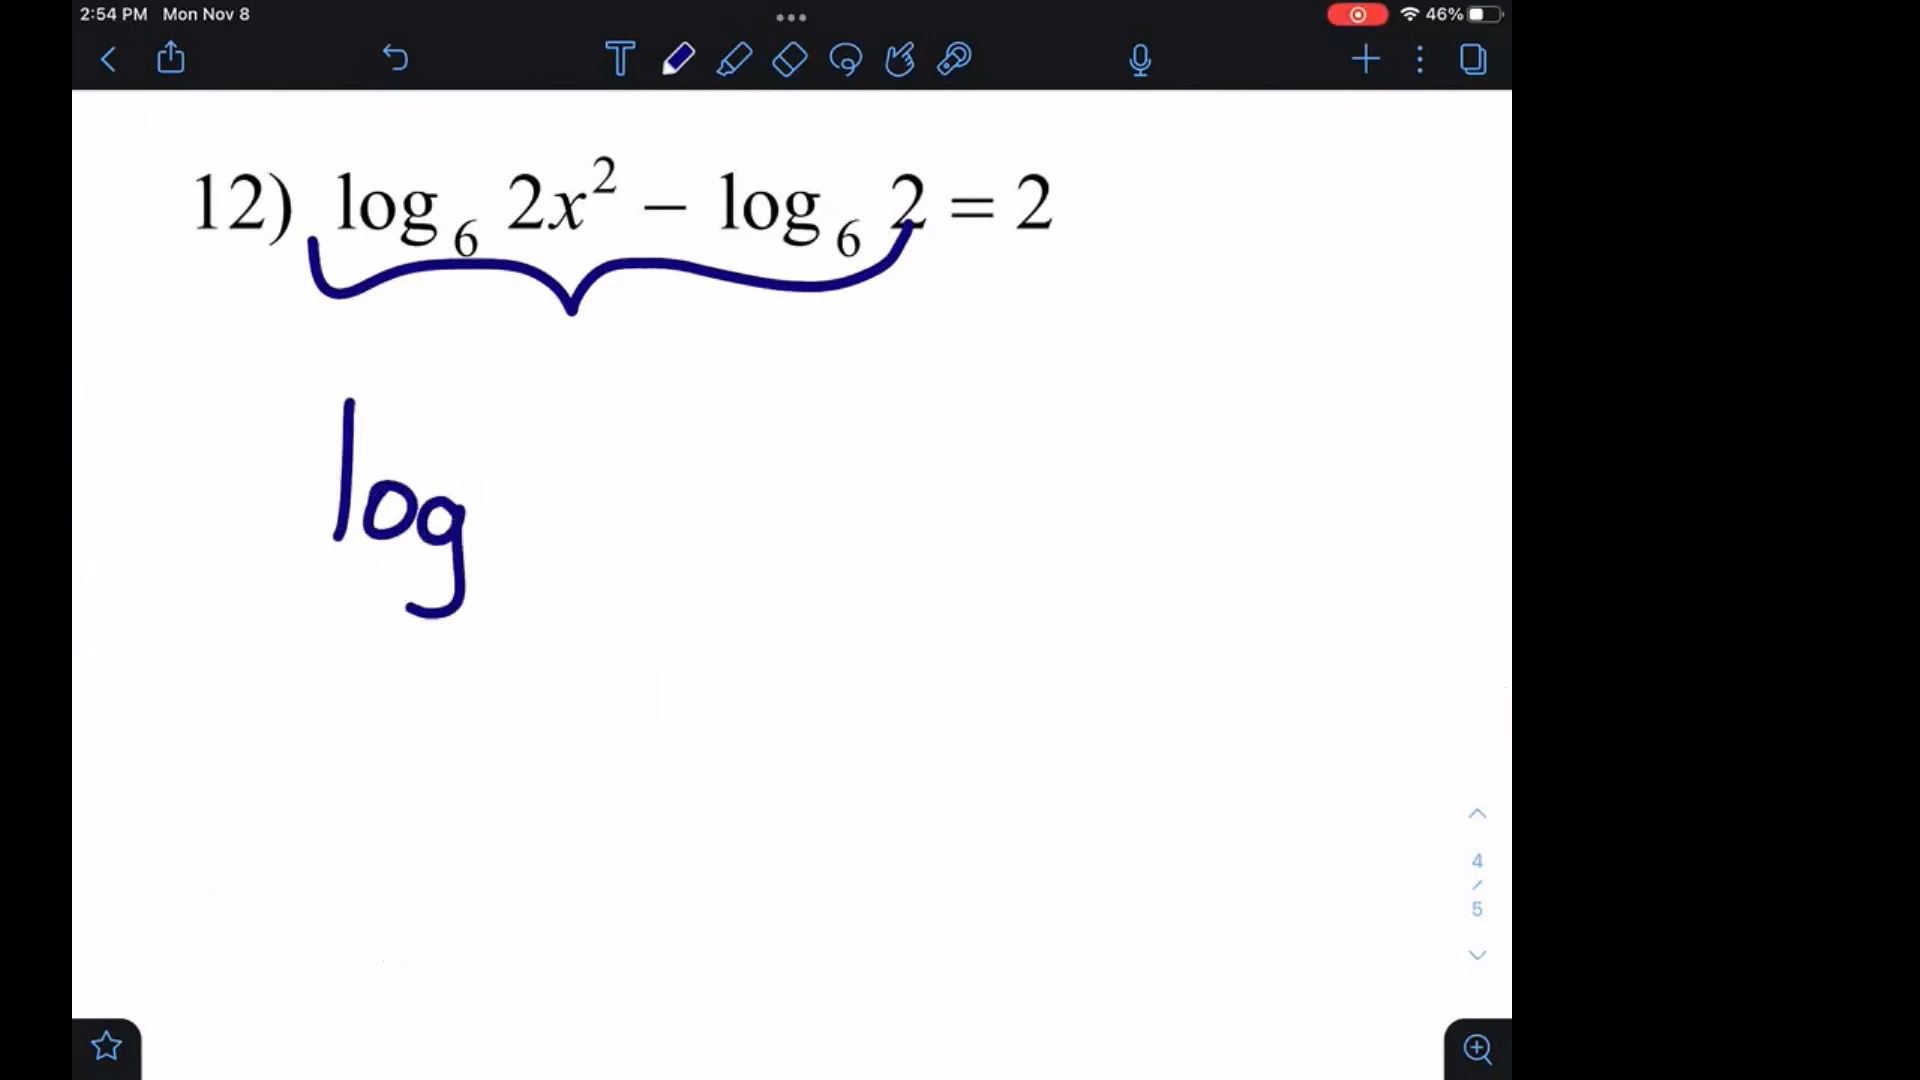 2:54 PM Mon Nov 8
46%
12) log₆ 2x² − log₆ 2 = 2
log
4
/
5